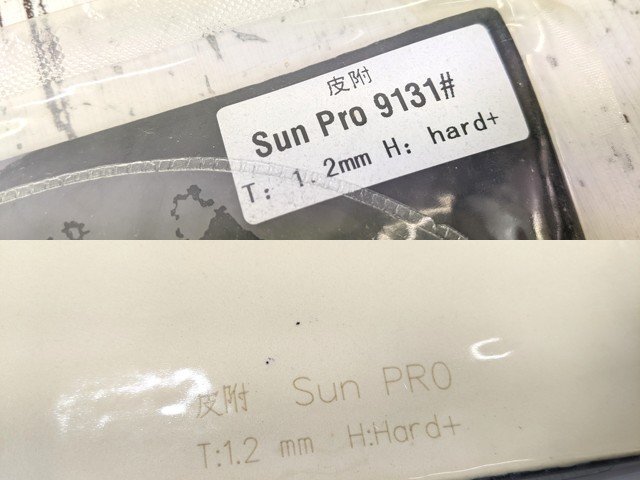 皮附
Sun Pro 9131#
T: 1.2mm H: hard+
皮附 Sun PRO
T:1.2 mm H:Hard+